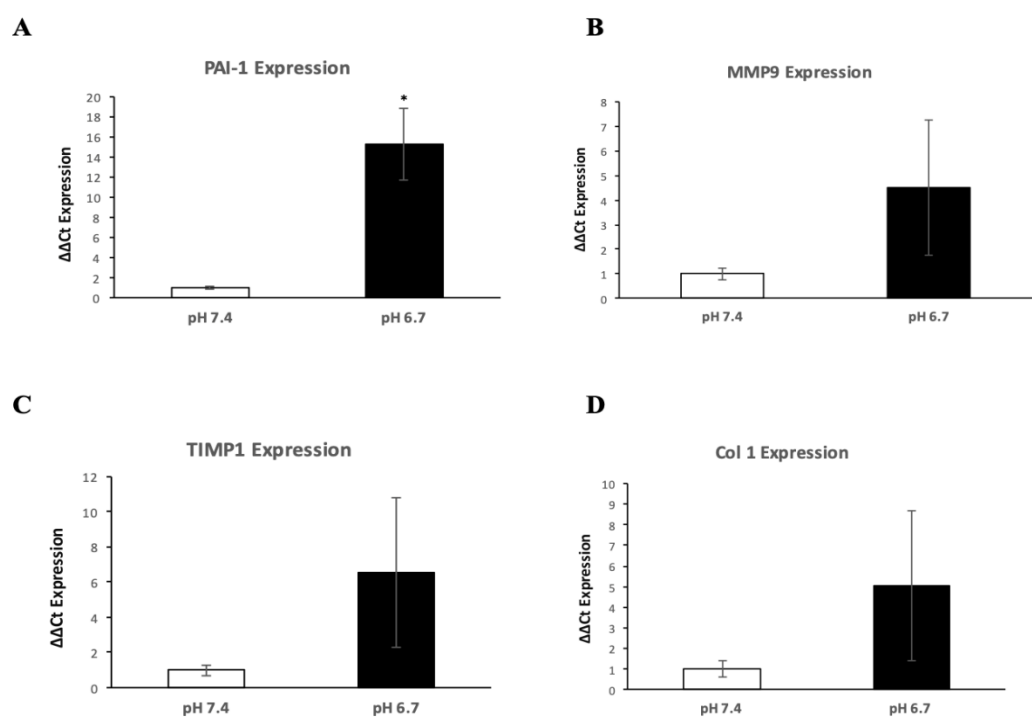 A
PAI-1 Expression
ΔΔCt Expression
20
18
16
14
12
10
8
6
4
2
0
*
pH 7.4
pH 6.7
B
MMP9 Expression
ΔΔCt Expression
8
7
6
5
4
3
2
1
0
pH 7.4
pH 6.7
C
TIMP1 Expression
ΔΔCt Expression
12
10
8
6
4
2
0
pH 7.4
pH 6.7
D
Col 1 Expression
ΔΔCt Expression
10
9
8
7
6
5
4
3
2
1
0
pH 7.4
pH 6.7